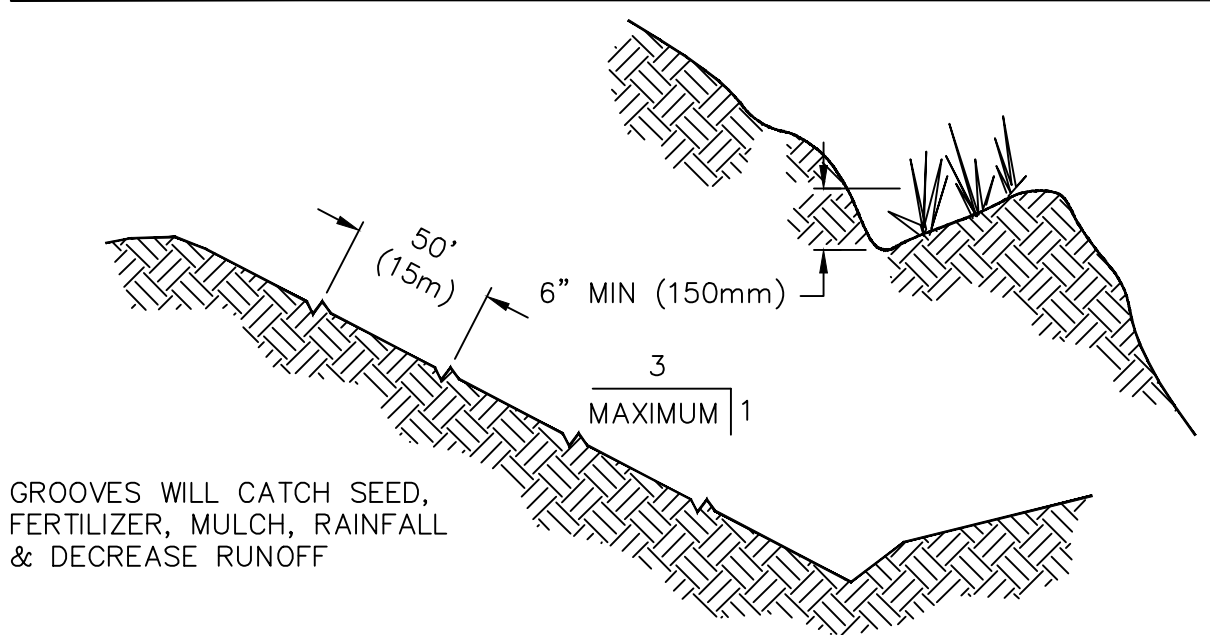 50'
(15m)
6" MIN (150mm)
3
MAXIMUM 1
GROOVES WILL CATCH SEED,
FERTILIZER, MULCH, RAINFALL
& DECREASE RUNOFF